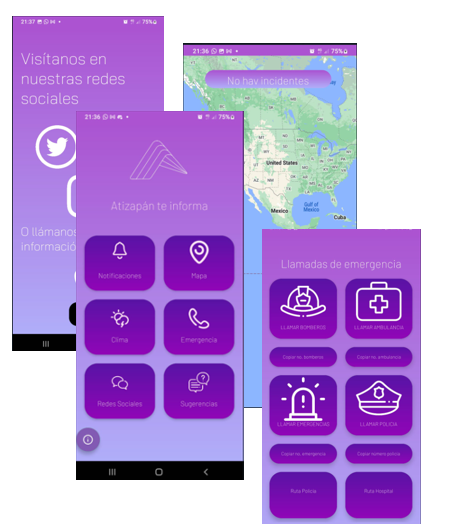 21:37
75%
Visítanos en
nuestras redes
sociales
O llámanos
informació
21:36
75%
No hay incidentes
United States
Mexico
Gulf of
Mexico
Cuba
21:36
75%
Atizapán te informa
Notificaciones
Mapa
Clima
Emergencia
Redes Sociales
Sugerencias
Llamadas de emergencia
LLAMAR BOMBEROS
LLAMAR AMBULANCIA
Copiar no. bomberos
Copiar no. ambulancia
LLAMAR EMERGENCIAS
LLAMAR POLICIA
Copiar no. emergencia
Copiar número policia
Ruta Policia
Ruta Hospital